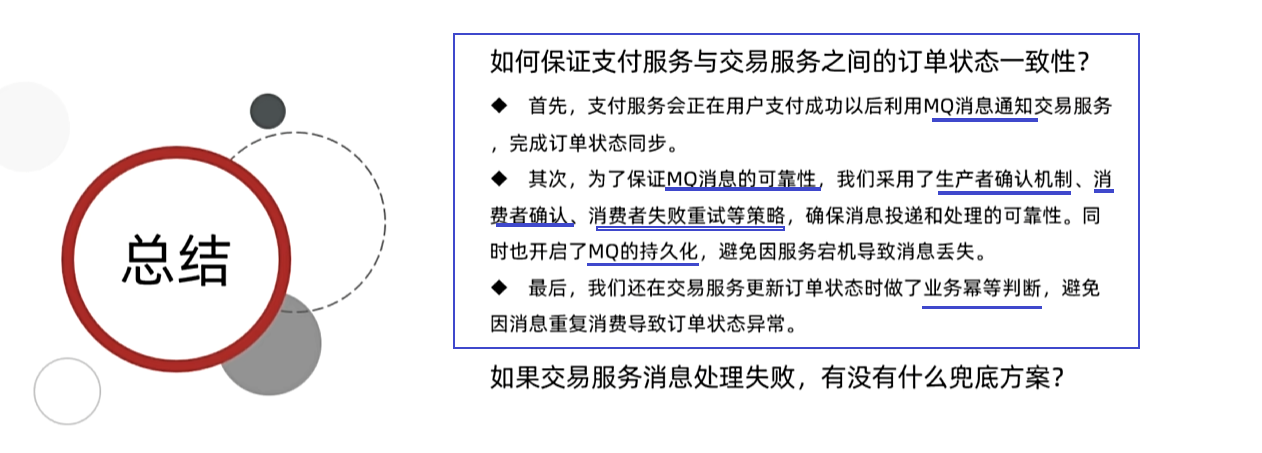 总结
如何保证支付服务与交易服务之间的订单状态一致性？
◆ 首先，支付服务会正在用户支付成功以后利用MQ消息通知交易服务
，完成订单状态同步。
◆ 其次，为了保证MQ消息的可靠性，我们采用了生产者确认机制、消
费者确认、消费者失败重试等策略，确保消息投递和处理的可靠性。同
时也开启了MQ的持久化，避免因服务宕机导致消息丢失。
◆ 最后，我们还在交易服务更新订单状态时做了业务幂等判断，避免
因消息重复消费导致订单状态异常。
如果交易服务消息处理失败，有没有什么兜底方案？